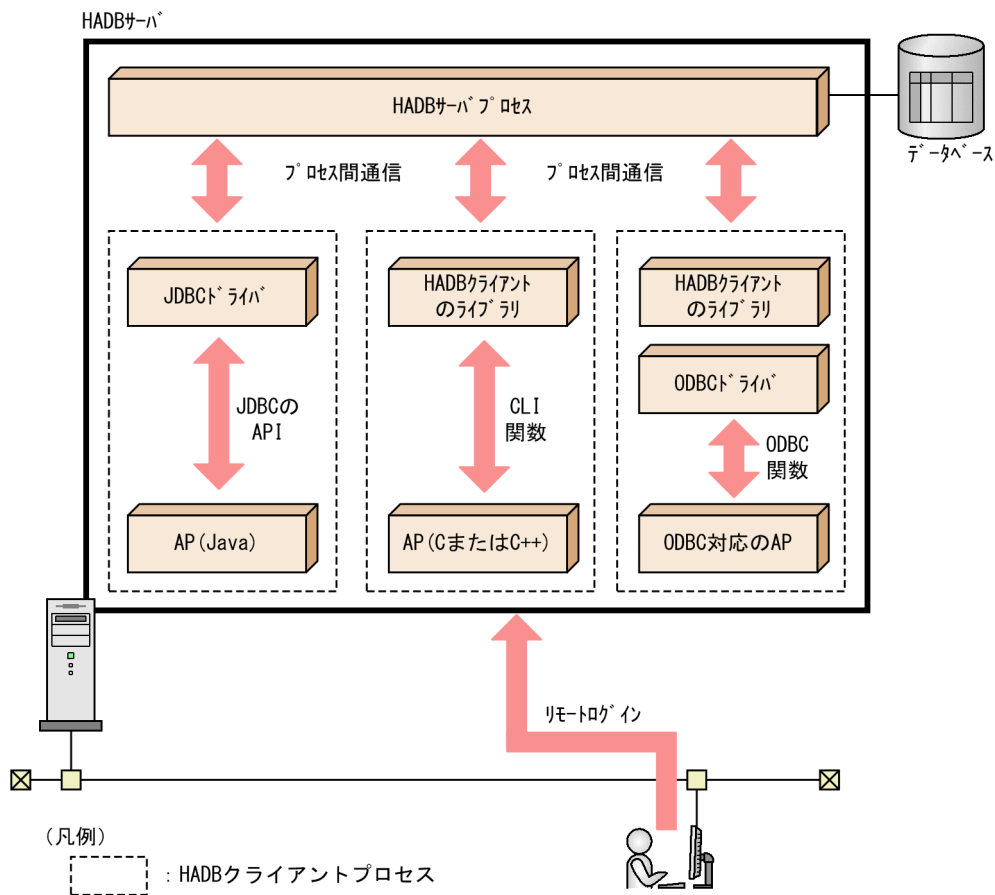 HADBｻｰﾊﾞ
HADBｻｰﾊﾞﾌﾟﾛｾｽ
ﾃﾞｰﾀﾍﾞｰｽ
ﾌﾟﾛｾｽ間通信
ﾌﾟﾛｾｽ間通信
JDBCﾄﾞﾗｲﾊﾞ
HADBｸﾗｲｱﾝﾄ
のﾗｲﾌﾞﾗﾘ
HADBｸﾗｲｱﾝﾄ
のﾗｲﾌﾞﾗﾘ
ODBCﾄﾞﾗｲﾊﾞ
JDBCの
API
CLI
関数
ODBC
関数
AP(Java)
AP(CまたはC++)
ODBC対応のAP
ﾘﾓｰﾄﾛｸﾞｲﾝ
(凡例)
：HADBクライアントプロセス